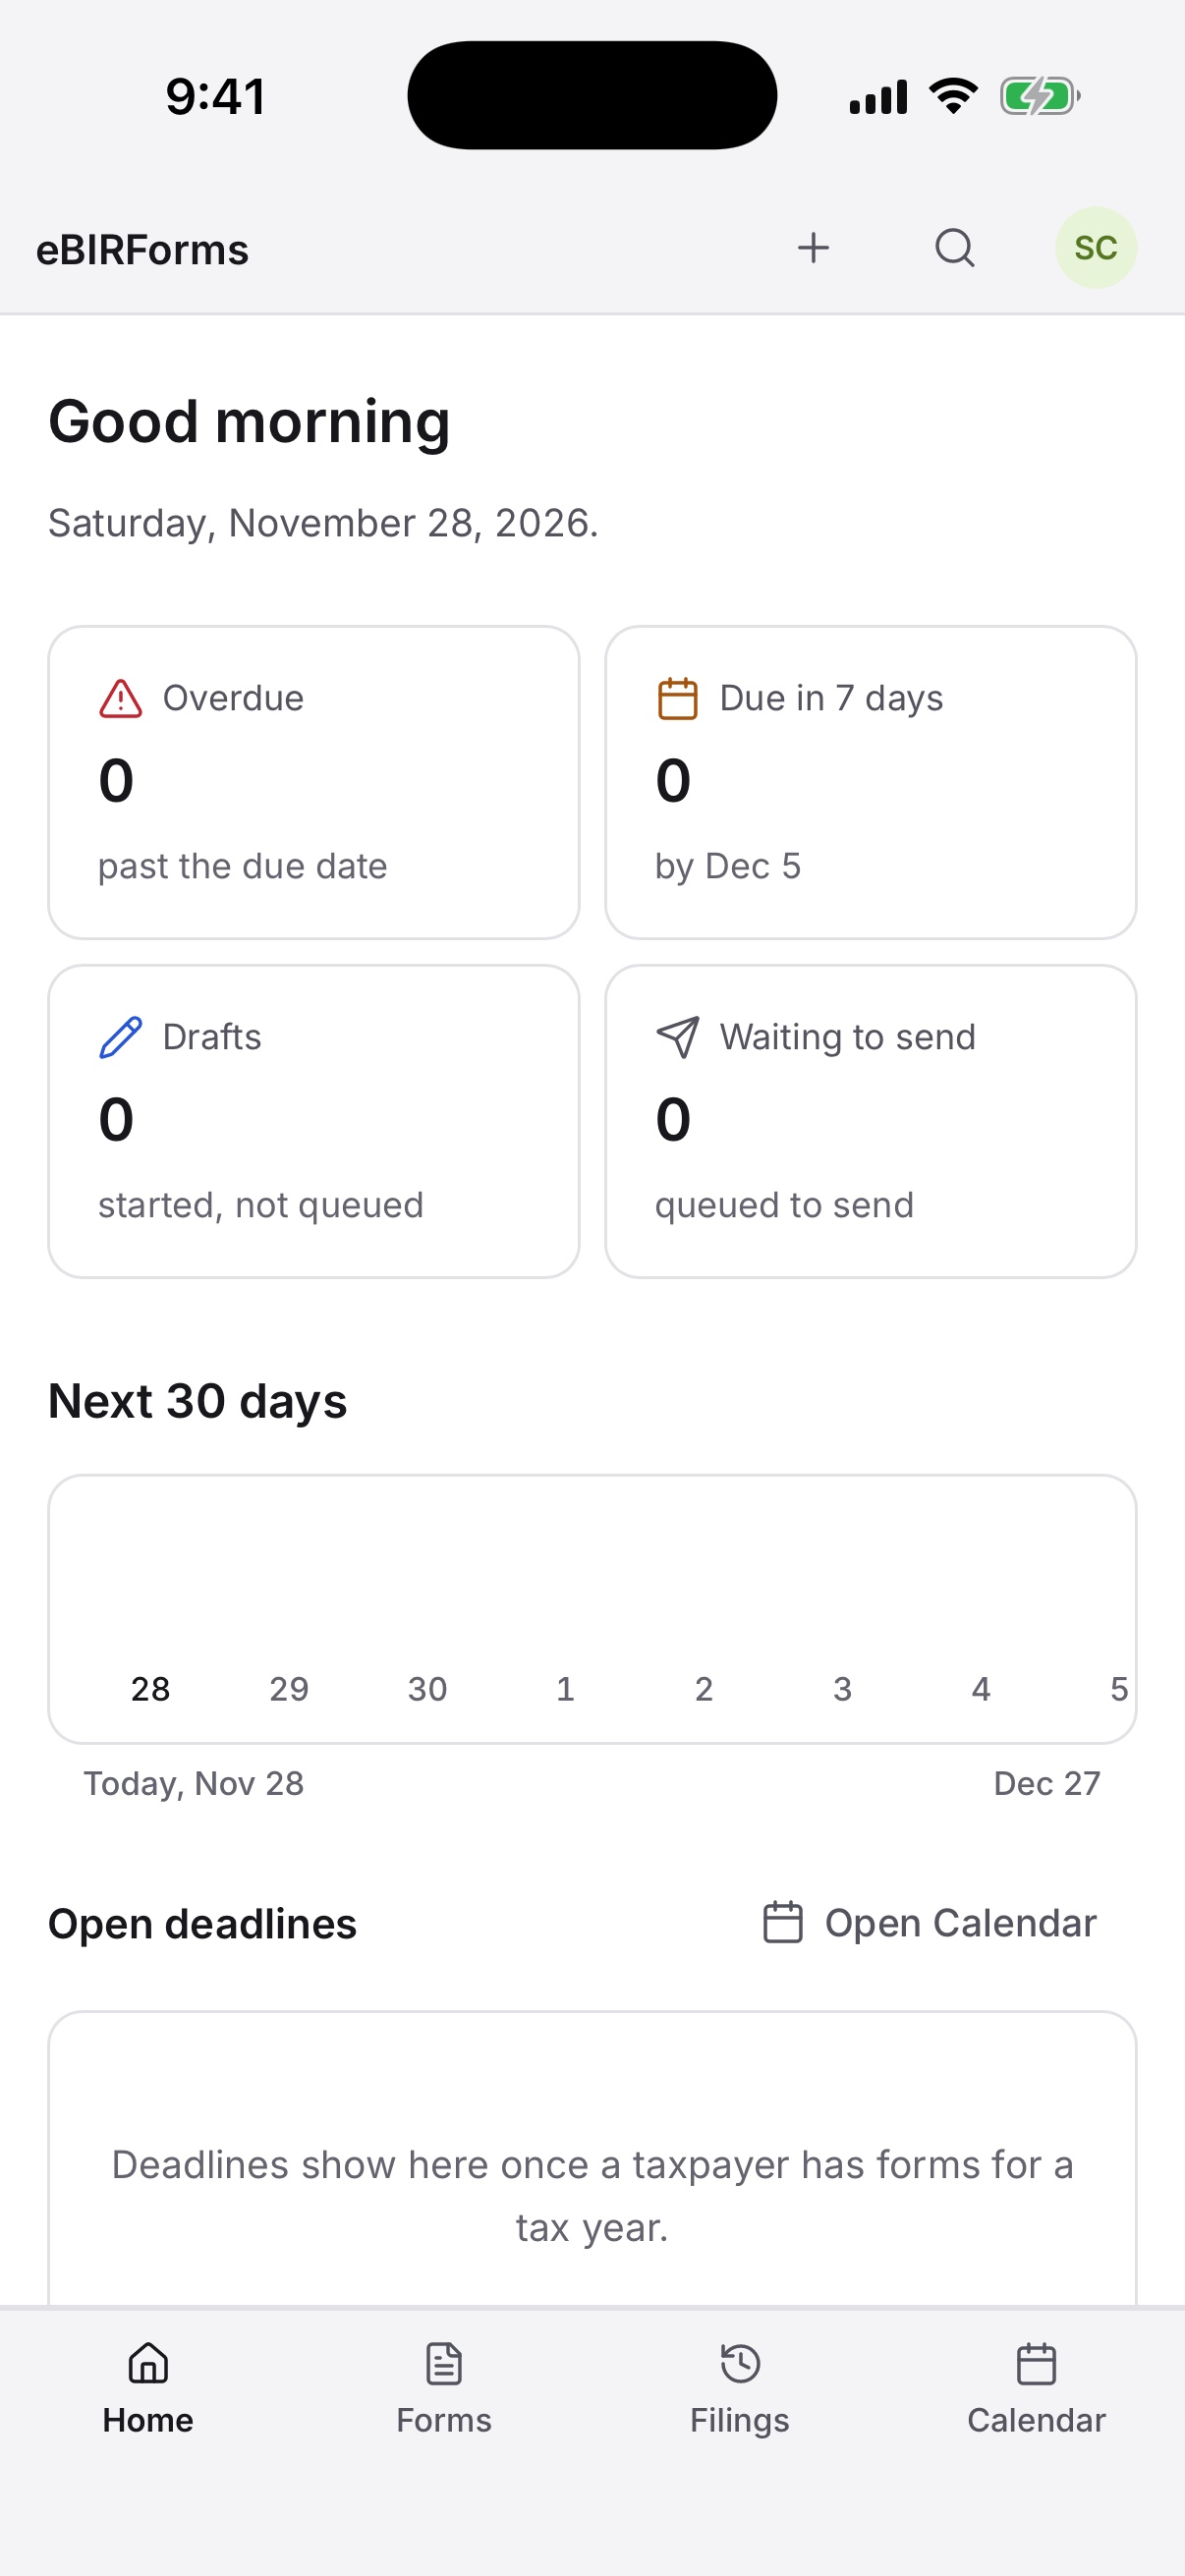 9:41
eBIRForms
SC
Good morning
Saturday, November 28, 2026.
Overdue
0
past the due date
Due in 7 days
0
by Dec 5
Drafts
0
started, not queued
Waiting to send
0
queued to send
Next 30 days
28 29 30 1 2 3 4 5
Today, Nov 28 Dec 27
Open deadlines Open Calendar
Deadlines show here once a taxpayer has forms for a
tax year.
Home Forms Filings Calendar